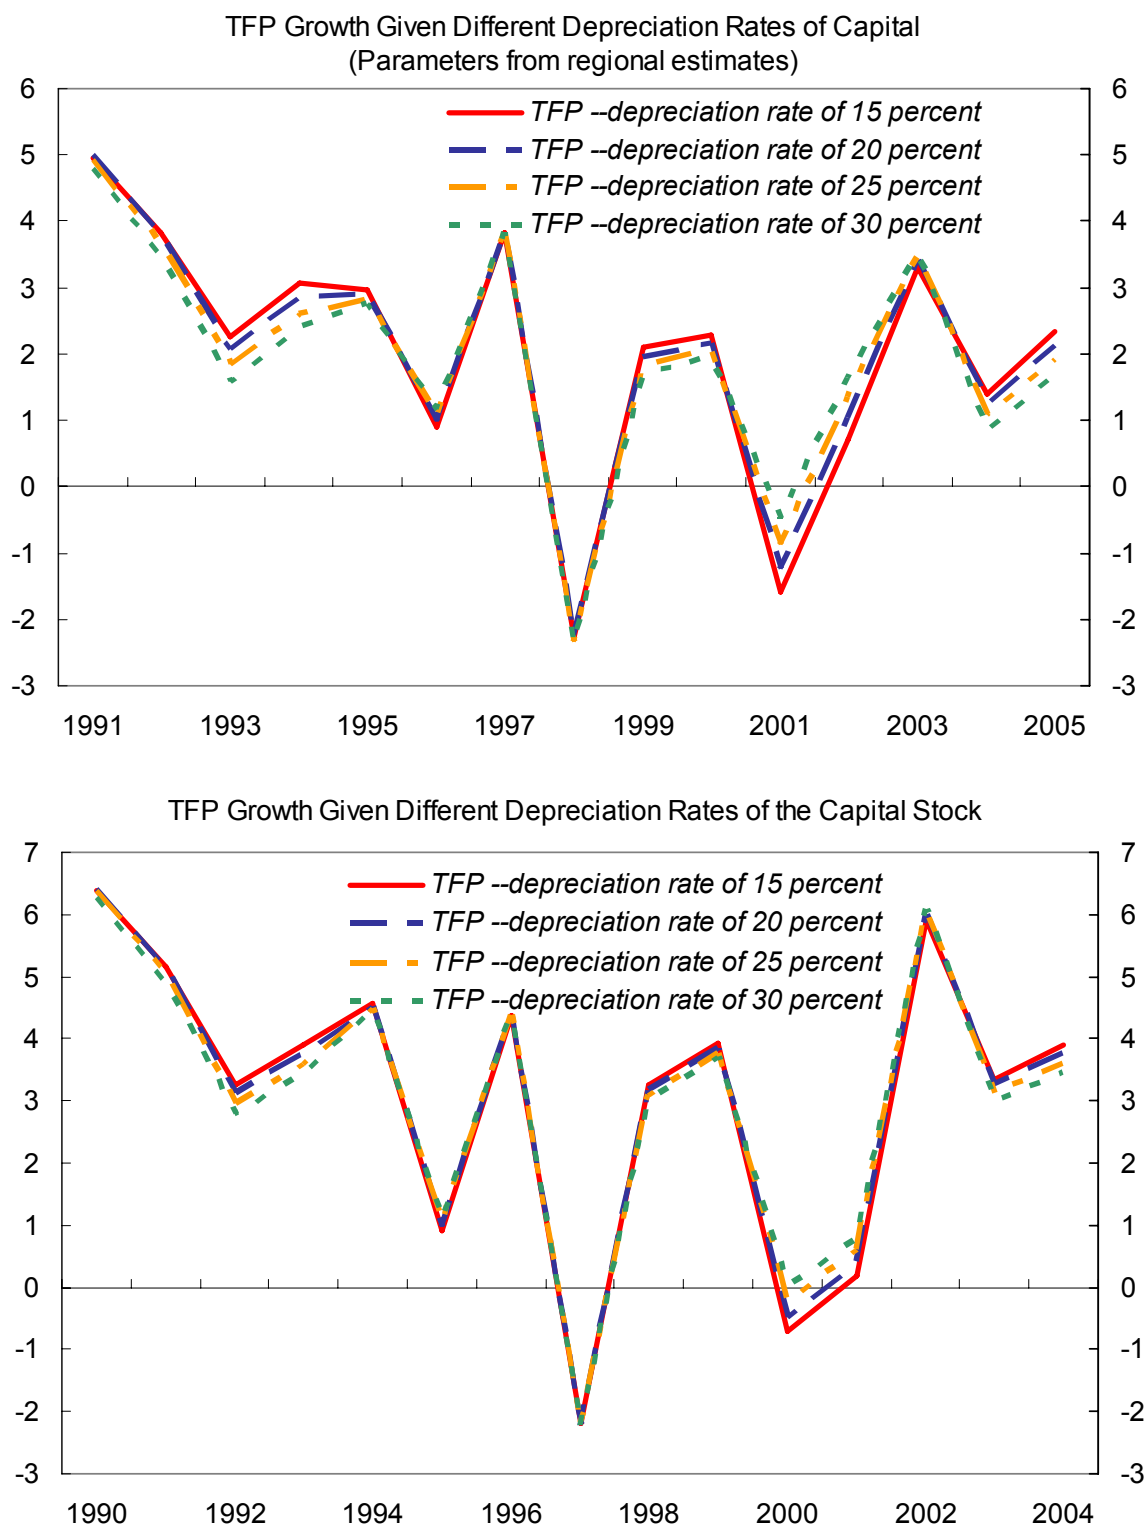 TFP Growth Given Different Depreciation Rates of Capital
(Parameters from regional estimates)
6 6
TFP --depreciation rate of 15 percent
5 5
TFP --depreciation rate of 20 percent
TFP --depreciation rate of 25 percent
4 4
TFP --depreciation rate of 30 percent
3 3
2 2
1 1
0 0
-1 -1
-2 -2
-3 -3
1991 1993 1995 1997 1999 2001 2003 2005
TFP Growth Given Different Depreciation Rates of the Capital Stock
7 7
TFP --depreciation rate of 15 percent
6 6
TFP --depreciation rate of 20 percent
TFP --depreciation rate of 25 percent
5 5
TFP --depreciation rate of 30 percent
4 4
3 3
2 2
1 1
0 0
-1 -1
-2 -2
-3 -3
1990 1992 1994 1996 1998 2000 2002 2004